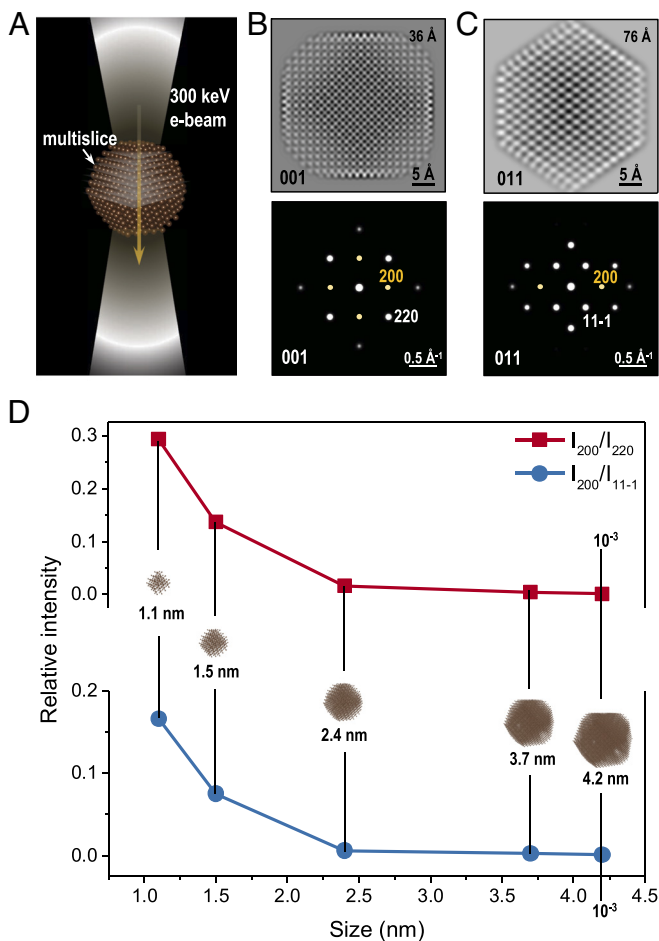 A
300 keV
e-beam
multislice
B
36 Å
001
5 Å
200
220
001
0.5 Å⁻¹
C
76 Å
011
5 Å
200
11-1
011
0.5 Å⁻¹
D
I₂₀₀/I₂₂₀
I₂₀₀/I₁₁₋₁
Relative intensity
0.3
0.2
0.1
0.0
0.2
0.1
0.0
10⁻³
1.1 nm
1.5 nm
2.4 nm
3.7 nm
4.2 nm
10⁻³
1.0 1.5 2.0 2.5 3.0 3.5 4.0 4.5
Size (nm)